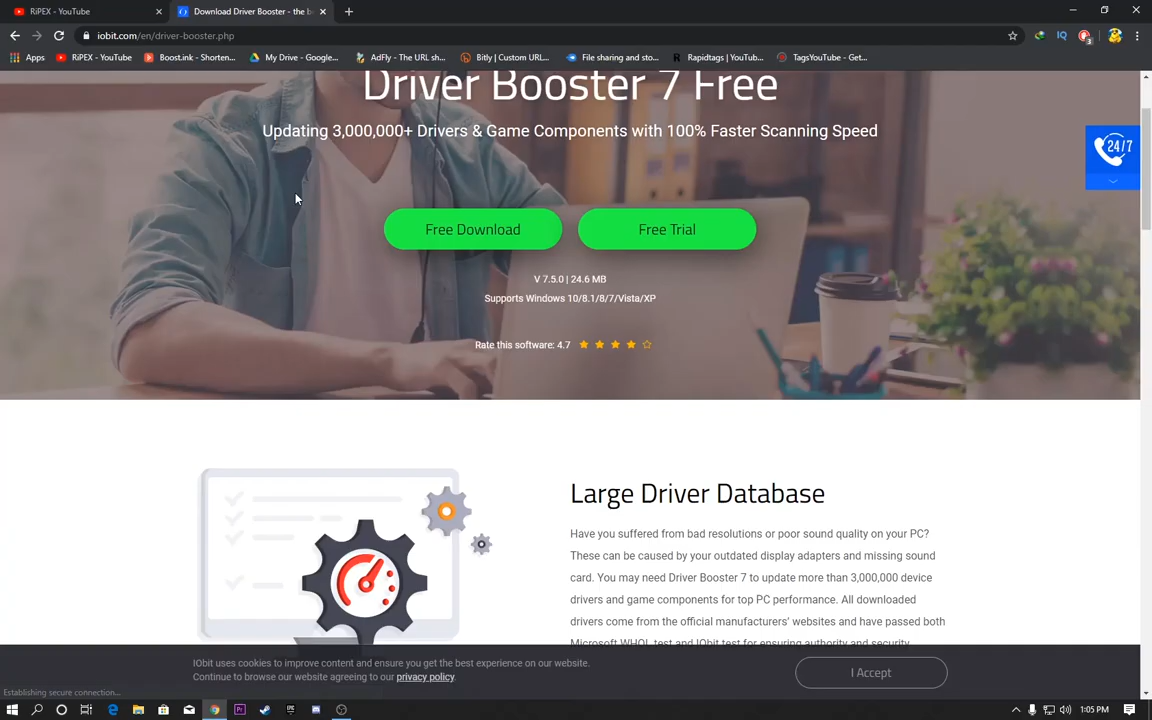 RiPEX - YouTube
Download Driver Booster - the b
iobit.com/en/driver-booster.php
Apps
RiPEX - YouTube
Boost.ink - Shorten...
My Drive - Google...
AdFly - The URL sh...
Bitly | Custom URL...
File sharing and sto...
Rapidtags | YouTub...
TagsYouTube - Get...
Driver Booster 7 Free
Updating 3,000,000+ Drivers & Game Components with 100% Faster Scanning Speed
24/7
Free Download
Free Trial
V 7.5.0 | 24.6 MB
Supports Windows 10/8.1/8/7/Vista/XP
Rate this software: 4.7
Large Driver Database
Have you suffered from bad resolutions or poor sound quality on your PC?
These can be caused by your outdated display adapters and missing sound
card. You may need Driver Booster 7 to update more than 3,000,000 device
drivers and game components for top PC performance. All downloaded
drivers come from the official manufacturers' websites and have passed both
Microsoft WHQL test and IObit test for ensuring authority and security.
IObit uses cookies to improve content and ensure you get the best experience on our website.
Continue to browse our website agreeing to our privacy policy.
I Accept
Establishing secure connection...
1:05 PM